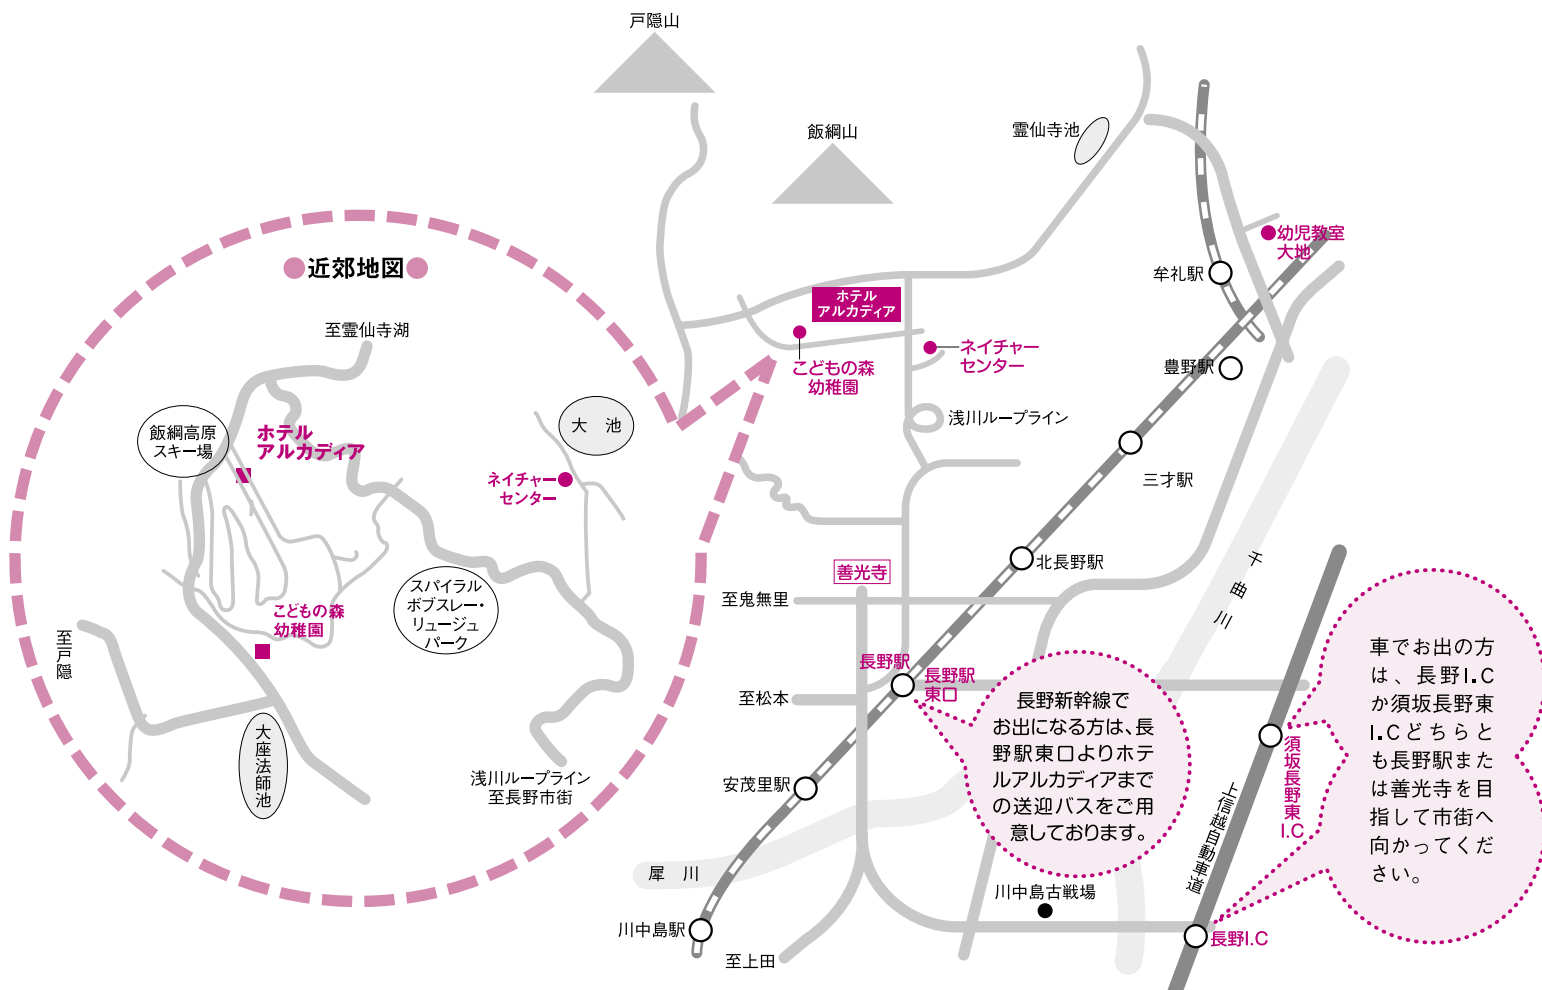 戸隠山
飯綱山
霊仙寺池
幼児教室
大地
牟礼駅
近郊地図
至霊仙寺湖
ホテル
アルカディア
こどもの森
幼稚園
ネイチャー
センター
豊野駅
浅川ループライン
三才駅
飯綱高原
スキー場
ホテル
アルカディア
大 池
ネイチャー
センター
スパイラル
ボブスレー・
リュージュ
パーク
こどもの森
幼稚園
至戸隠
大座法師池
浅川ループライン
至長野市街
北長野駅
善光寺
至鬼無里
千曲川
長野駅
長野駅
東口
至松本
長野新幹線で
お出になる方は、長
野駅東口よりホテ
ルアルカディアまで
の送迎バスをご用
意しております。
車でお出の方
は、長野I.C
か須坂長野東
I.Cどちらと
も長野駅また
は善光寺を目
指して市街へ
向かってくだ
さい。
須坂長野東I.C
安茂里駅
上信越自動車道
犀 川
川中島古戦場
川中島駅
長野I.C
至上田